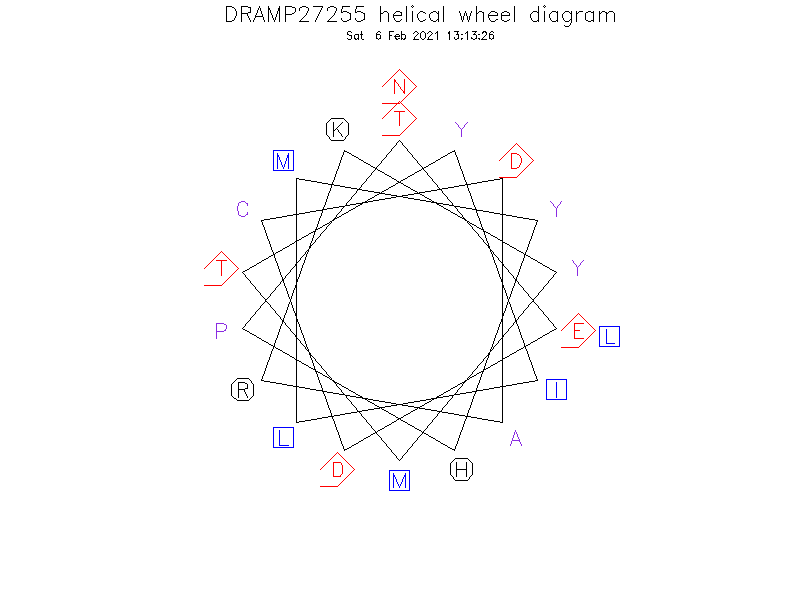 DRAMP27255 helical wheel diagram
Sat 6 Feb 2021 13:13:26
N
T
K
Y
M
D
C
Y
T
Y
P
E L
R
I
L
A
D
H
M